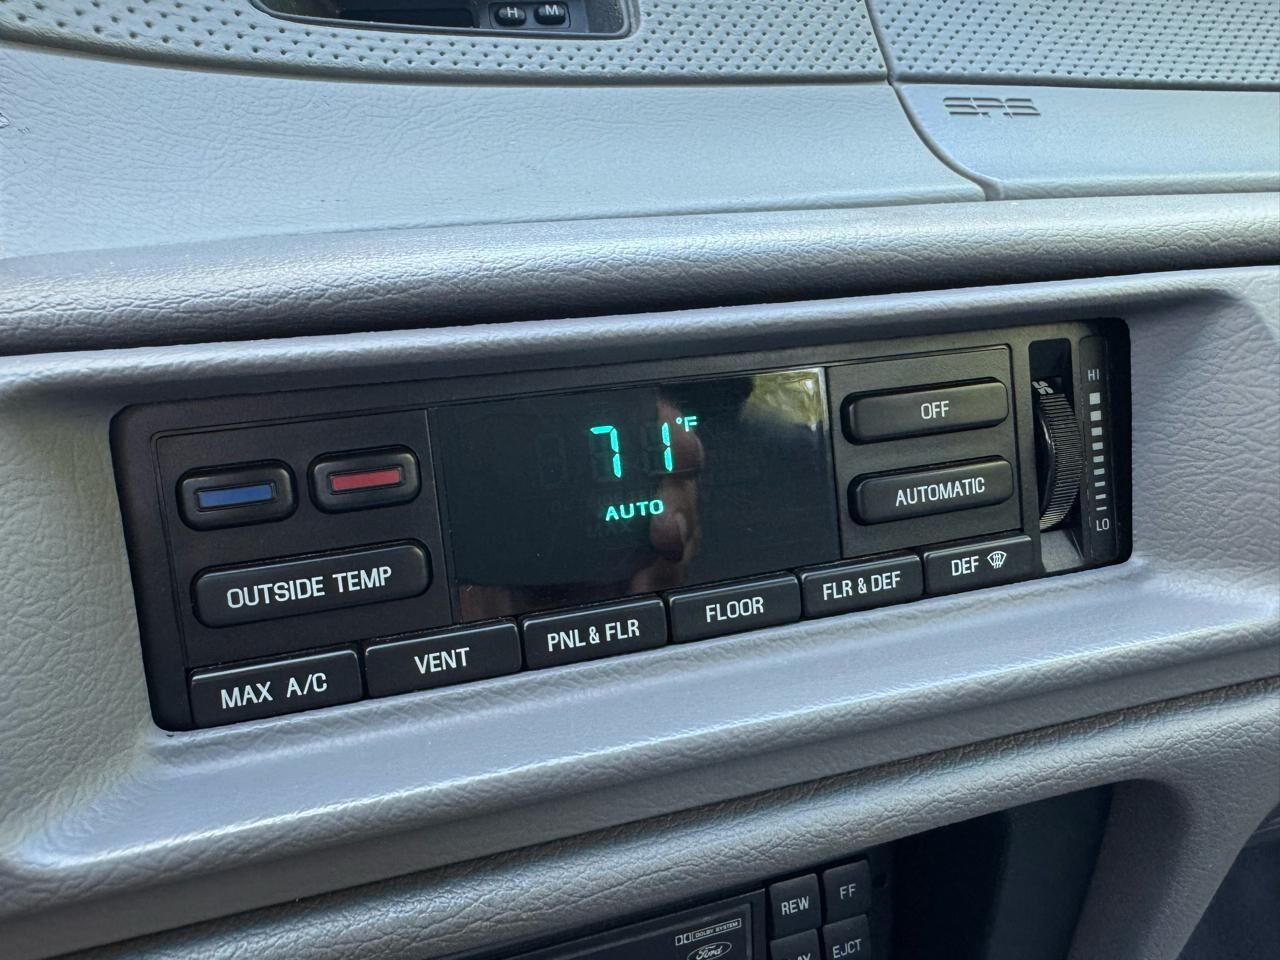 H M
SRS
71 °F
AUTO
OFF
AUTOMATIC
HI
LO
OUTSIDE TEMP
MAX A/C
VENT
PNL & FLR
FLOOR
FLR & DEF
DEF
REW
FF
EJCT
DOLBY SYSTEM
Ford